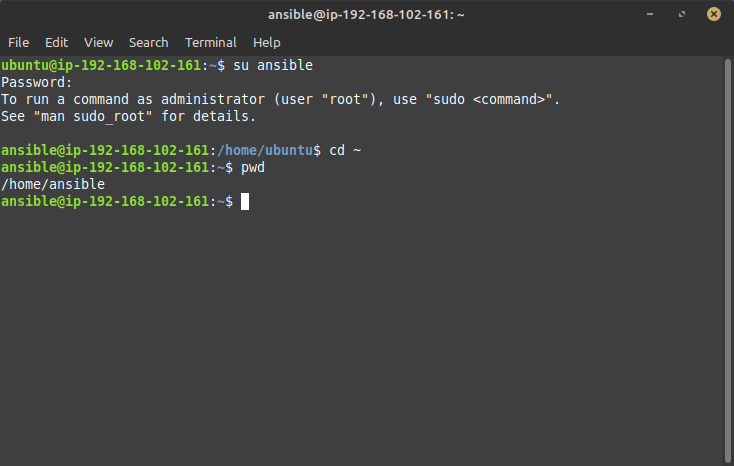 ansible@ip-192-168-102-161: ~
File Edit View Search Terminal Help
ubuntu@ip-192-168-102-161:~$ su ansible
Password:
To run a command as administrator (user "root"), use "sudo <command>".
See "man sudo_root" for details.
ansible@ip-192-168-102-161:/home/ubuntu$ cd ~
ansible@ip-192-168-102-161:~$ pwd
/home/ansible
ansible@ip-192-168-102-161:~$